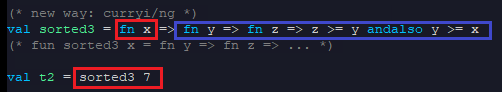 (* new way: curryi/ng *)
val sorted3 = fn x => fn y => fn z => z >= y andalso y >= x
(* fun sorted3 x = fn y => fn z => ... *)
val t2 = sorted3 7